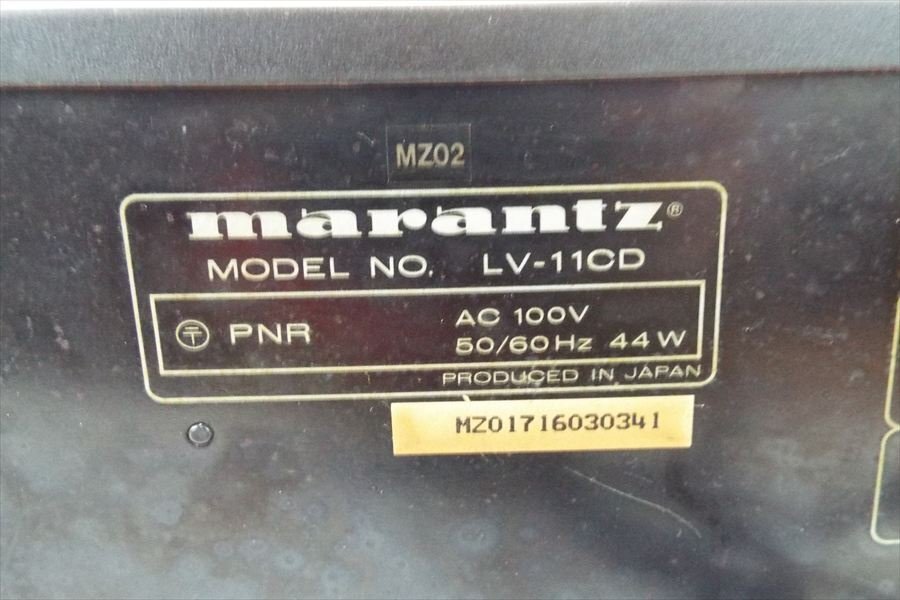 MZ02
marantz®
MODEL NO. LV-11CD
〶 PNR
AC 100V
50/60Hz 44W
PRODUCED IN JAPAN
MZ01716030341